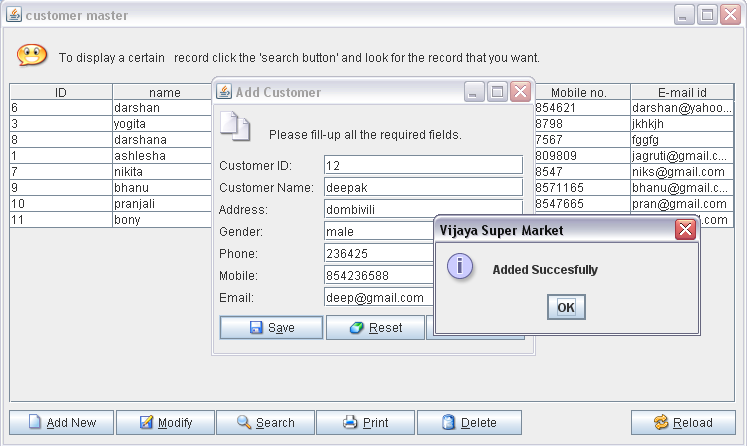 customer master
To display a certain record click the 'search button' and look for the record that you want.
ID name Mobile no. E-mail id
6 darshan 854621 darshan@yahoo...
3 yogita 8798 jkhkjh
8 darshana 7567 fggfg
1 ashlesha 809809 jagruti@gmail.c...
7 nikita 8547 niks@gmail.com
9 bhanu 8571165 bhanu@gmail.c...
10 pranjali 8547665 pran@gmail.com
11 bony l.com
Add Customer
Please fill-up all the required fields.
Customer ID: 12
Customer Name: deepak
Address: dombivili
Gender: male
Phone: 236425
Mobile: 854236588
Email: deep@gmail.com
Save Reset
Vijaya Super Market
Added Succesfully
OK
Add New Modify Search Print Delete Reload